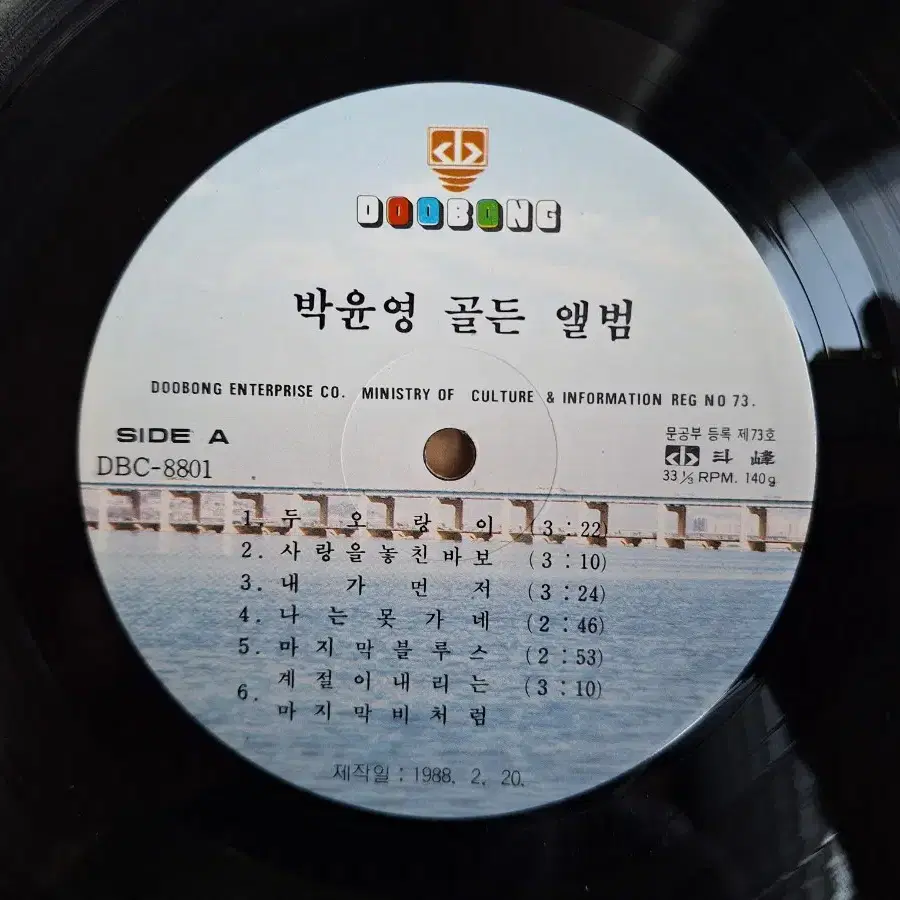 DOOBONG
박윤영 골든 앨범
DOOBONG ENTERPRISE CO. MINISTRY OF CULTURE & INFORMATION REG NO 73.
SIDE A
DBC-8801
문공부 등록 제73호
斗峰
33⅓ RPM. 140g
1. 두 오 랑 이 (3:22)
2. 사랑을놓친바보 (3:10)
3. 내 가 먼 저 (3:24)
4. 나는못가네 (2:46)
5. 마지막블루스 (2:53)
6. 계절이내리는 (3:10)
마지막비처럼
제작일 : 1988. 2. 20.